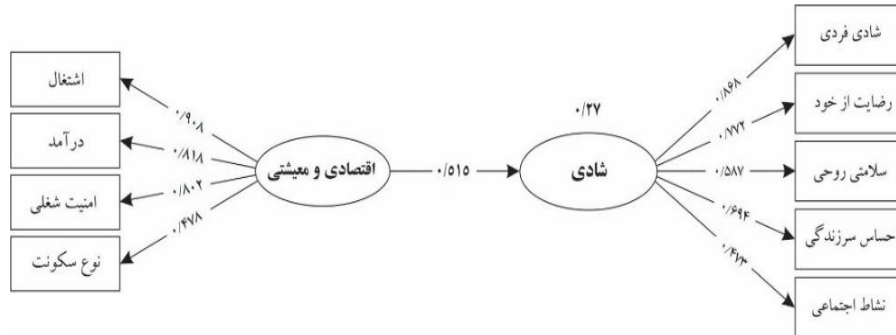 شادی فردی
رضایت از خود
سلامتی روحی
حساس سرزندگی
نشاط اجتماعی
۰/۸۶۸
۰/۷۷۲
۰/۵۸۷
۰/۶۹۴
۰/۴۷۳
۰/۲۷
شادی
۰/۵۱۵
اقتصادی و معیشتی
۰/۹۰۸
۰/۸۱۸
۰/۸۰۲
۰/۴۷۸
اشتغال
درآمد
امنیت شغلی
نوع سکونت